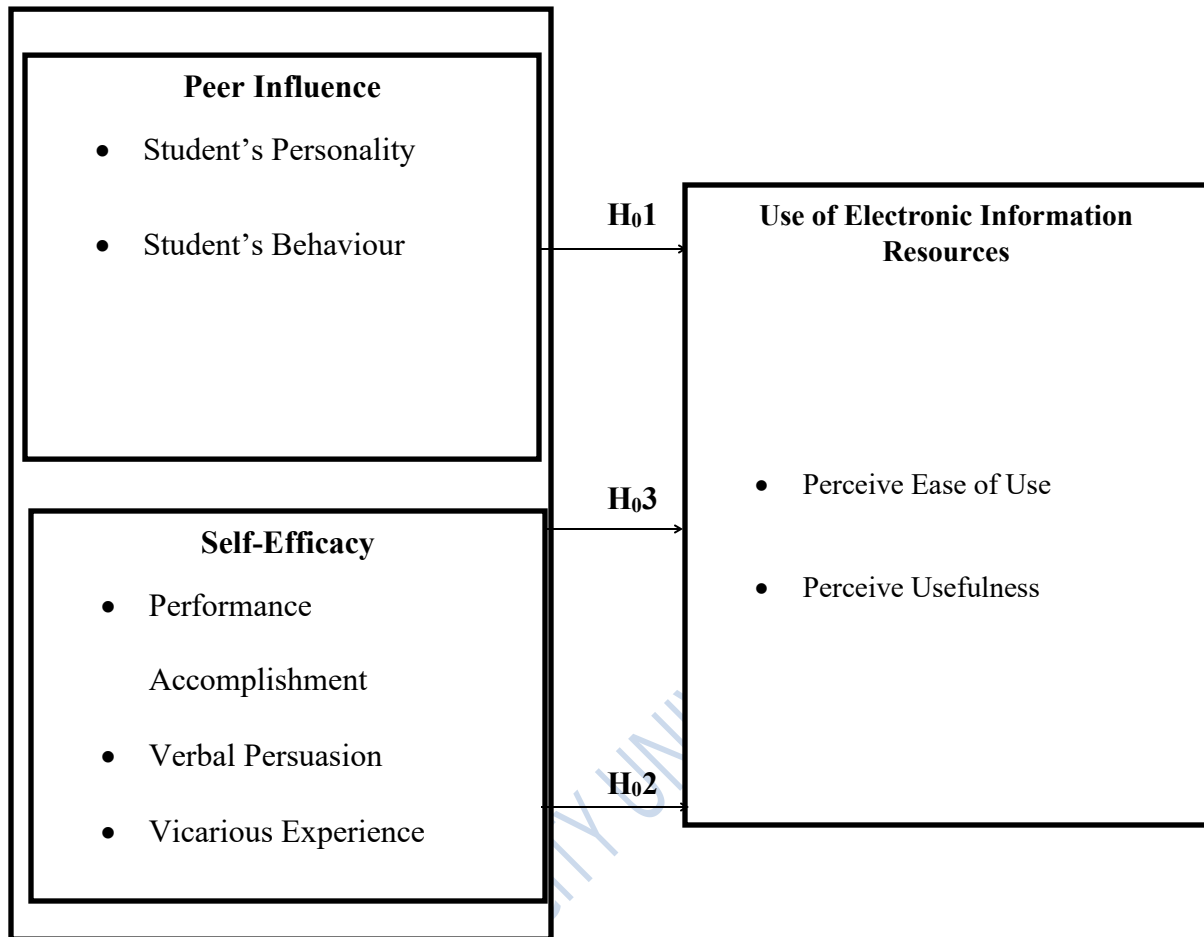 Peer Influence
• Student’s Personality
• Student’s Behaviour
H₀1
Use of Electronic Information
Resources
H₀3
• Perceive Ease of Use
• Perceive Usefulness
Self-Efficacy
• Performance
Accomplishment
• Verbal Persuasion
• Vicarious Experience
H₀2